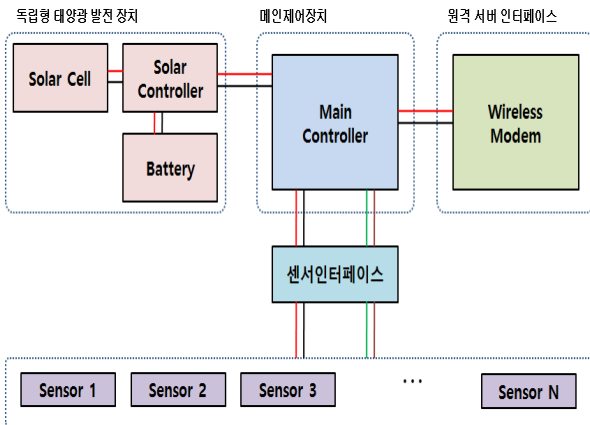 독립형 태양광 발전 장치
메인제어장치
원격 서버 인터페이스
Solar Cell
Solar
Controller
Battery
Main
Controller
Wireless
Modem
센서인터페이스
Sensor 1
Sensor 2
Sensor 3
...
Sensor N